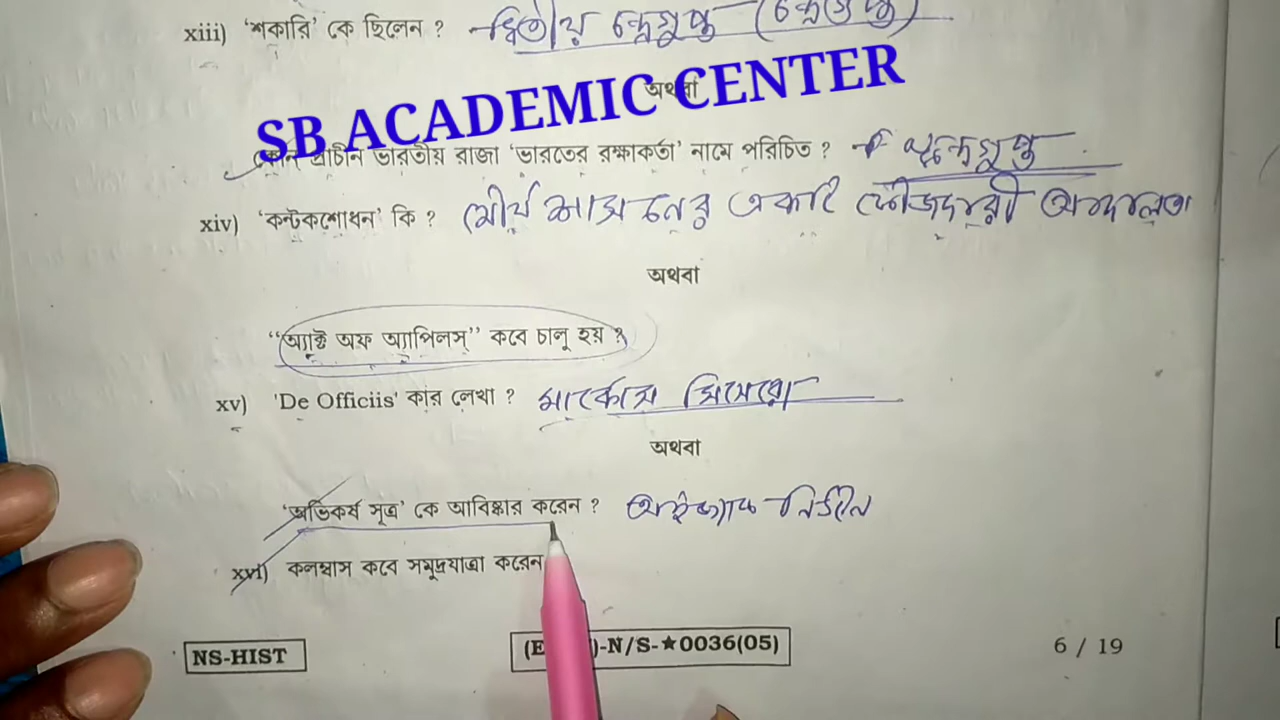 xiii) 'শকারি' কে ছিলেন ? দ্বিতীয় চন্দ্রগুপ্ত (চন্দ্রগুপ্ত)
SB ACADEMIC CENTER
অথবা
কোন প্রাচীন ভারতীয় রাজা 'ভারতের রক্ষাকর্তা' নামে পরিচিত ?
xiv) 'কন্টকশোধন' কি ? মৌর্য শাসনের একটি ফৌজদারী আদালত
অথবা
"অ্যাক্ট অফ অ্যাপিলস্" কবে চালু হয় ?
xv) 'De Officiis' কার লেখা ? মার্কোস সিসেরো
অথবা
'অভিকর্ষ সূত্র' কে আবিষ্কার করেন ? আইজ্যাক নিউটন
xvi) কলম্বাস কবে সমুদ্রযাত্রা করেন
NS-HIST
)-N/S-★0036(05)
6 / 19